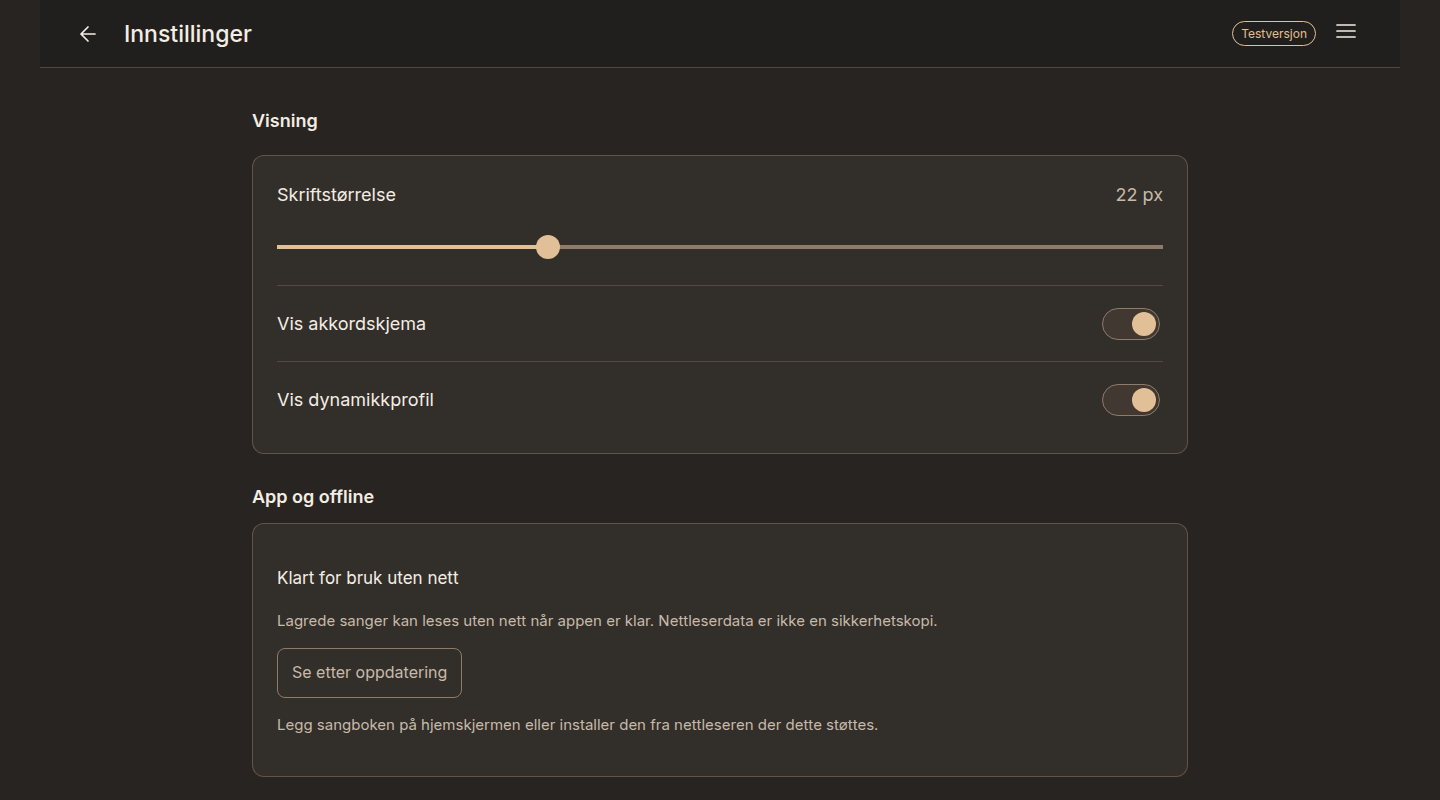 Innstillinger
Testversjon
Visning
Skriftstørrelse
22 px
Vis akkordskjema
Vis dynamikkprofil
App og offline
Klart for bruk uten nett
Lagrede sanger kan leses uten nett når appen er klar. Nettleserdata er ikke en sikkerhetskopi.
Se etter oppdatering
Legg sangboken på hjemskjermen eller installer den fra nettleseren der dette støttes.